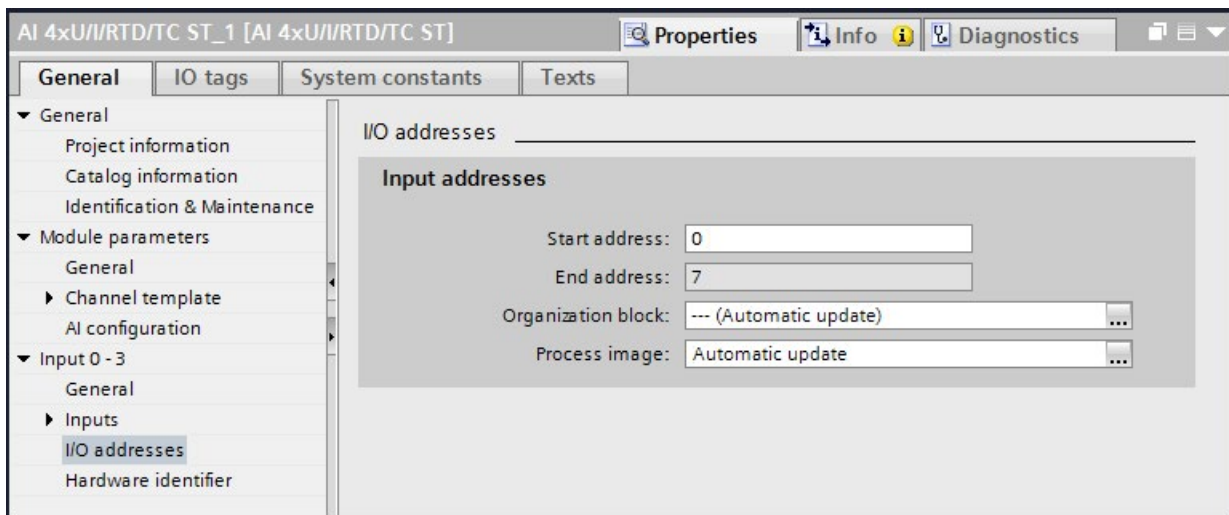 AI 4xU/I/RTD/TC ST_1 [AI 4xU/I/RTD/TC ST]
Properties
Info
Diagnostics
General
IO tags
System constants
Texts
General
Project information
Catalog information
Identification & Maintenance
Module parameters
General
Channel template
AI configuration
Input 0 - 3
General
Inputs
I/O addresses
Hardware identifier
I/O addresses
Input addresses
Start address: 0
End address: 7
Organization block: --- (Automatic update) ...
Process image: Automatic update ...